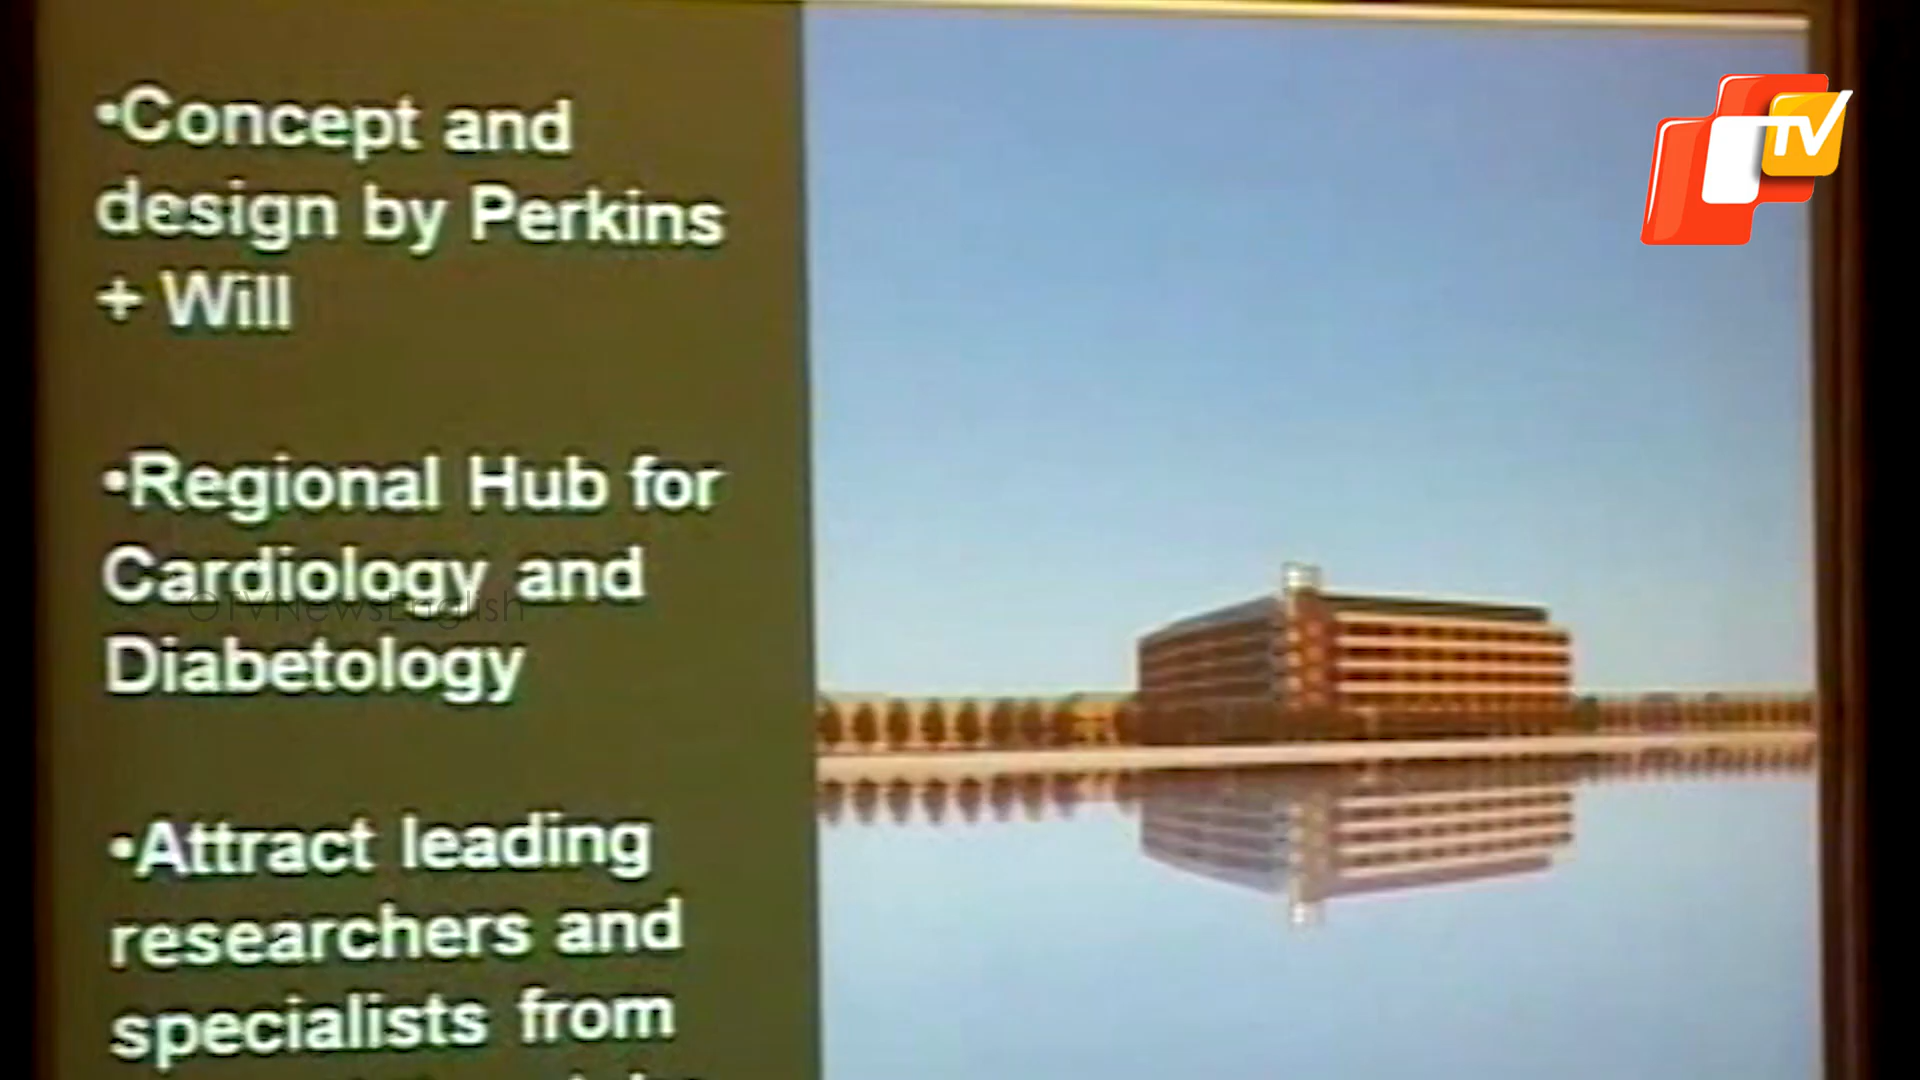 •Concept and
design by Perkins
+ Will
•Regional Hub for
Cardiology and
Diabetology
•Attract leading
researchers and
specialists from
OTVNewsEnglish
TV